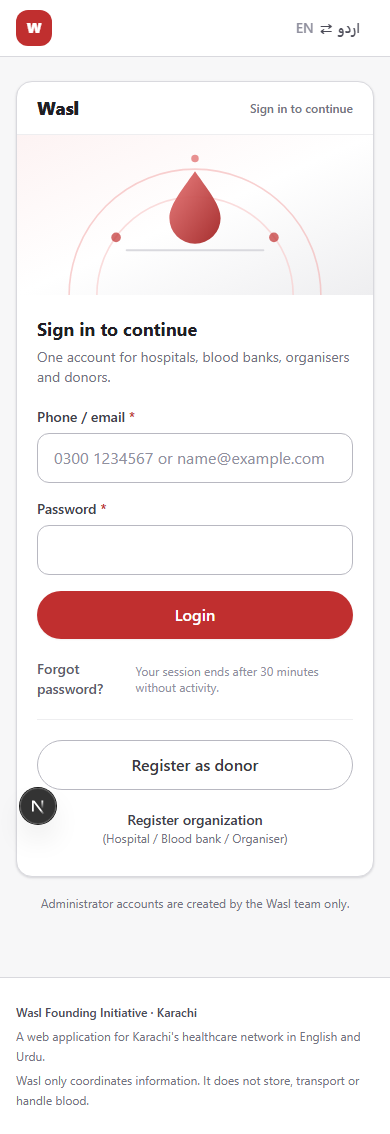 W
EN ⇄ اردو
Wasl
Sign in to continue
Sign in to continue
One account for hospitals, blood banks, organisers
and donors.
Phone / email *
0300 1234567 or name@example.com
Password *
Login
Forgot
password?
Your session ends after 30 minutes
without activity.
Register as donor
N
Register organization
(Hospital / Blood bank / Organiser)
Administrator accounts are created by the Wasl team only.
Wasl Founding Initiative · Karachi
A web application for Karachi's healthcare network in English and
Urdu.
Wasl only coordinates information. It does not store, transport or
handle blood.